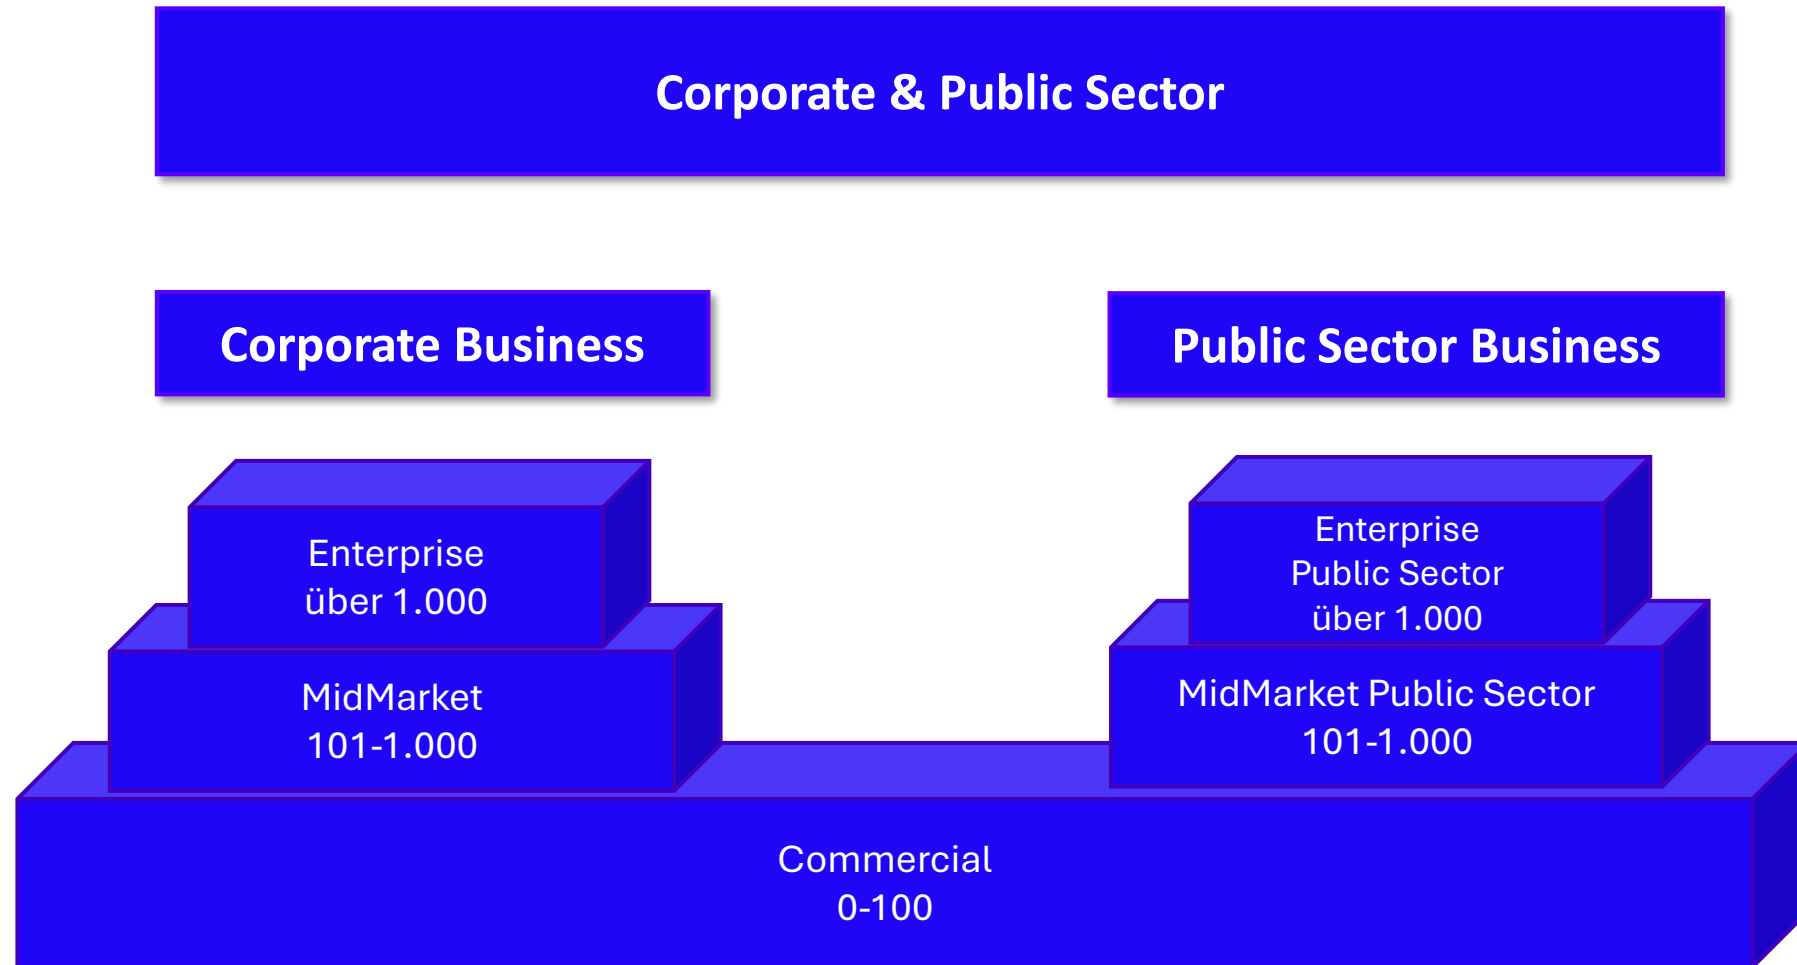 Corporate & Public Sector
Corporate Business
Public Sector Business
Enterprise
über 1.000
Enterprise
Public Sector
über 1.000
MidMarket
101-1.000
MidMarket Public Sector
101-1.000
Commercial
0-100